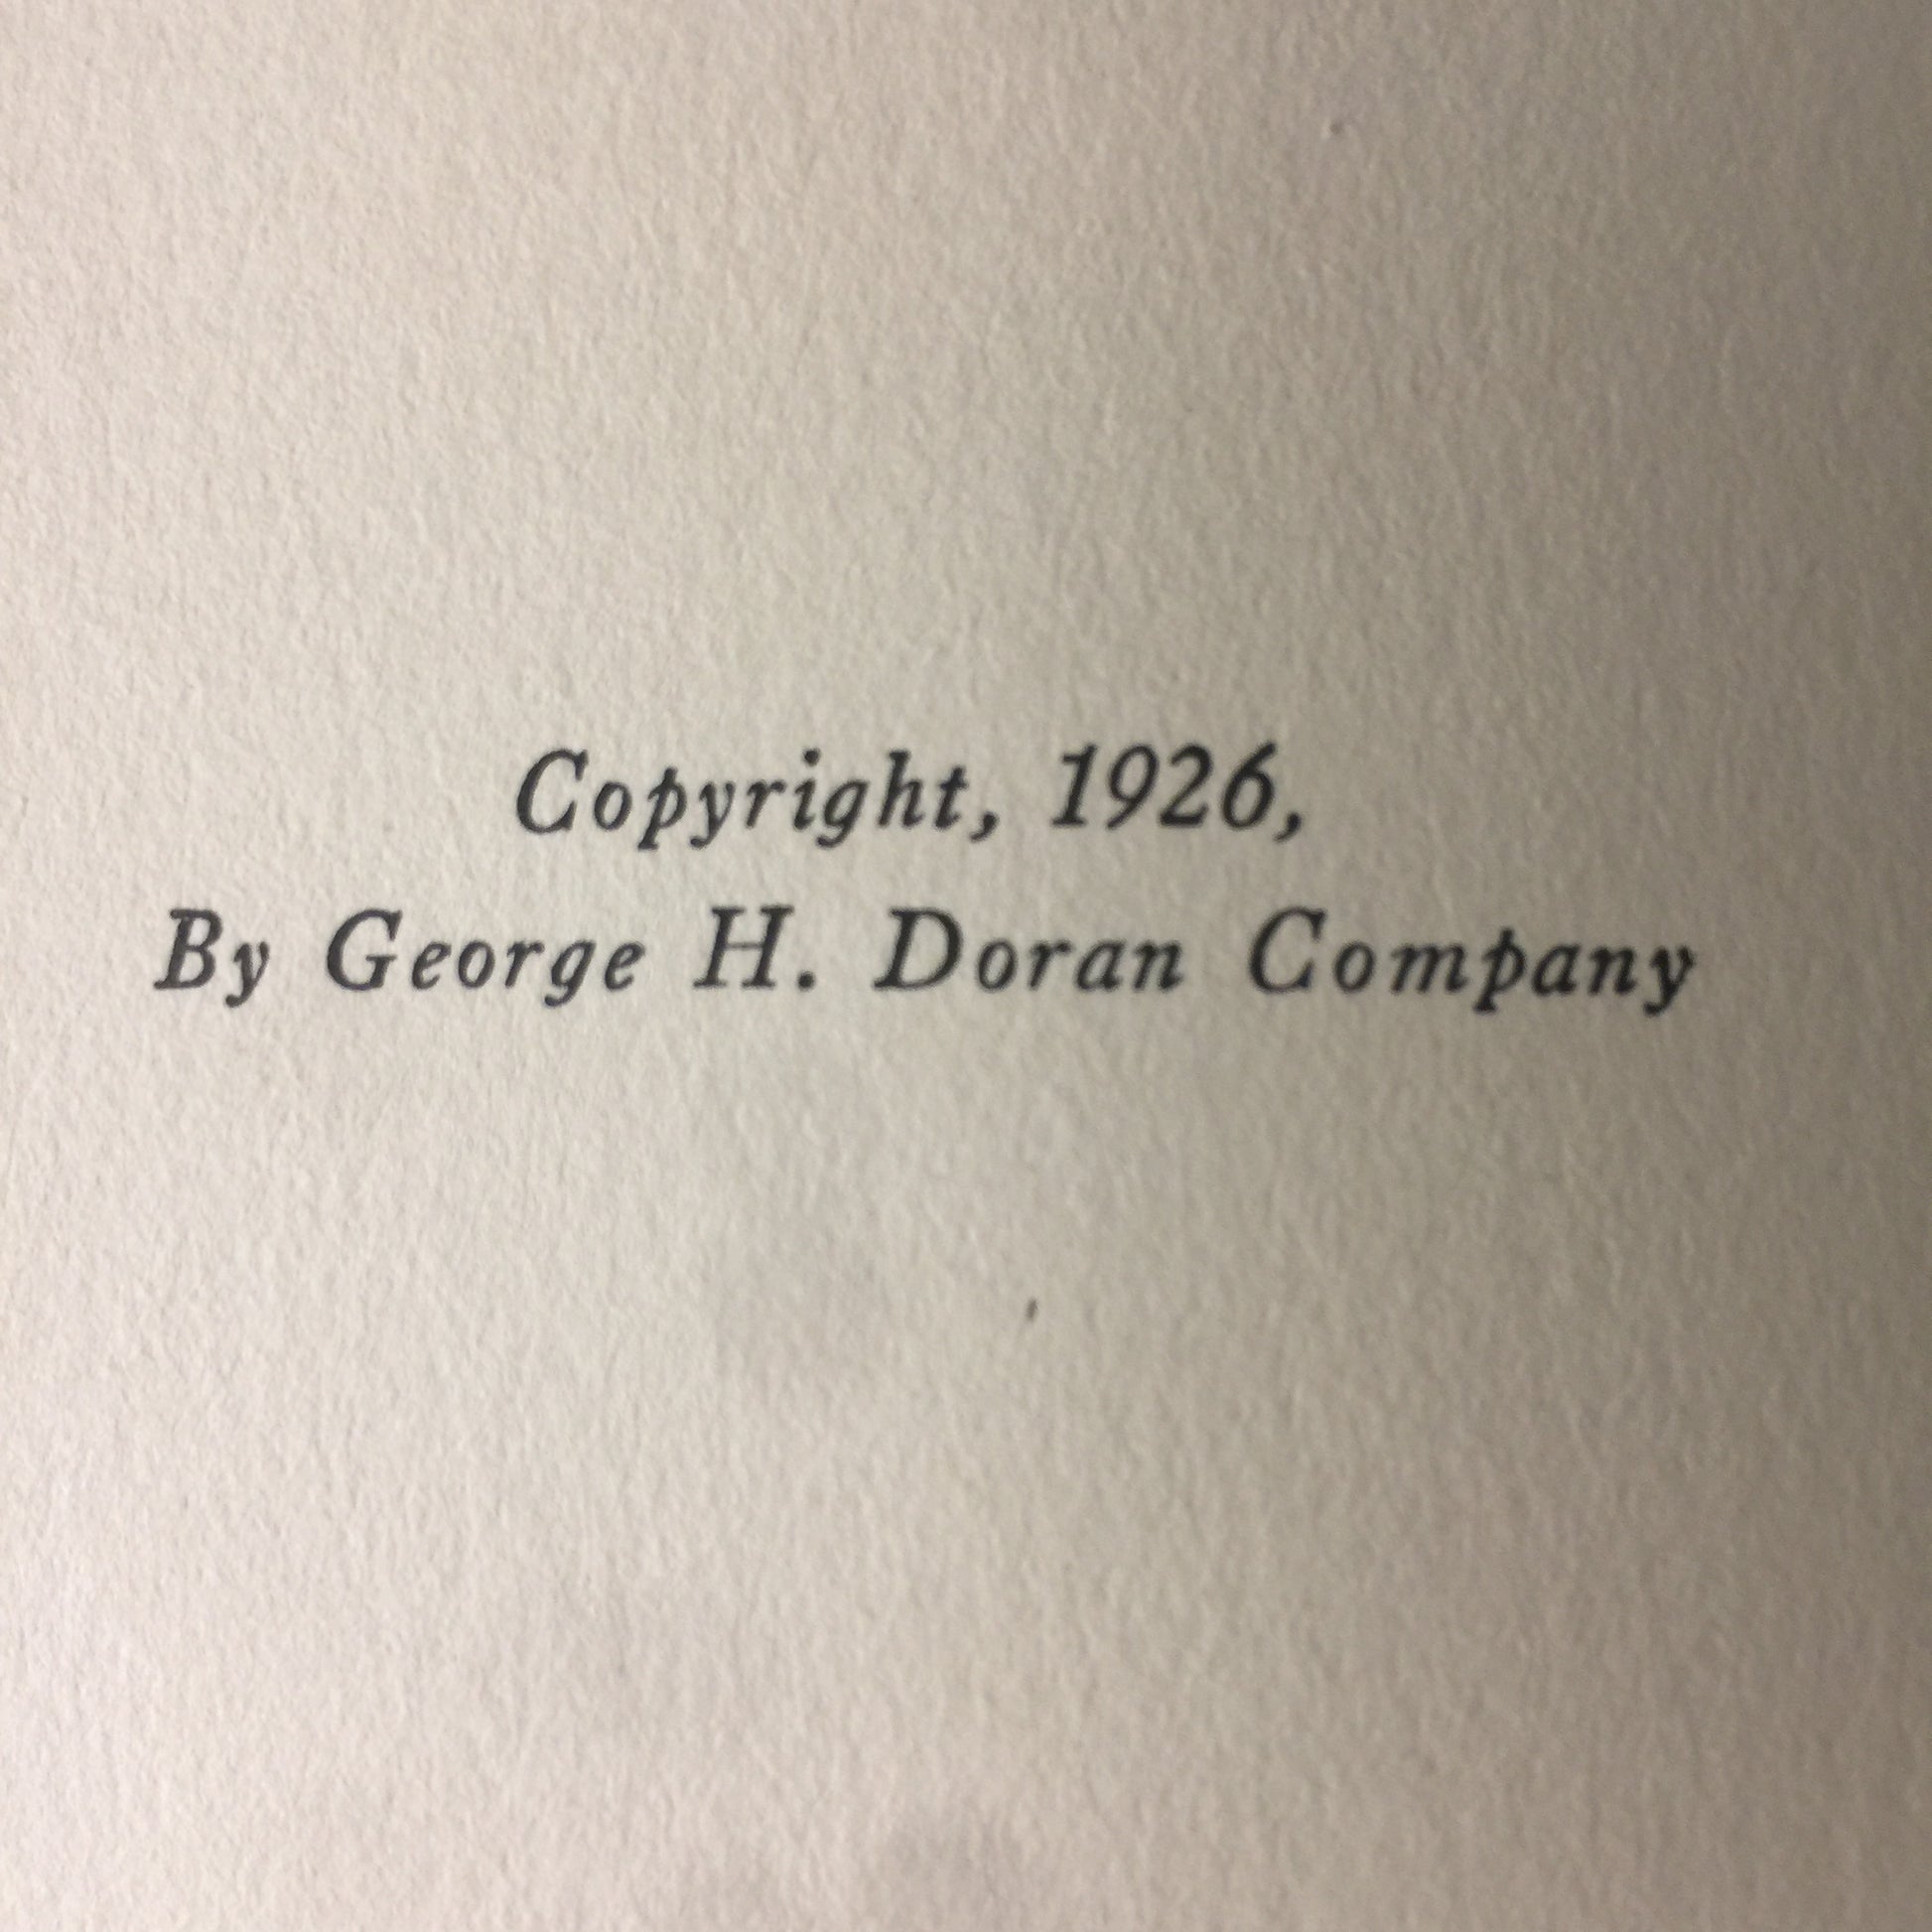 Copyright, 1926,
By George H. Doran Company